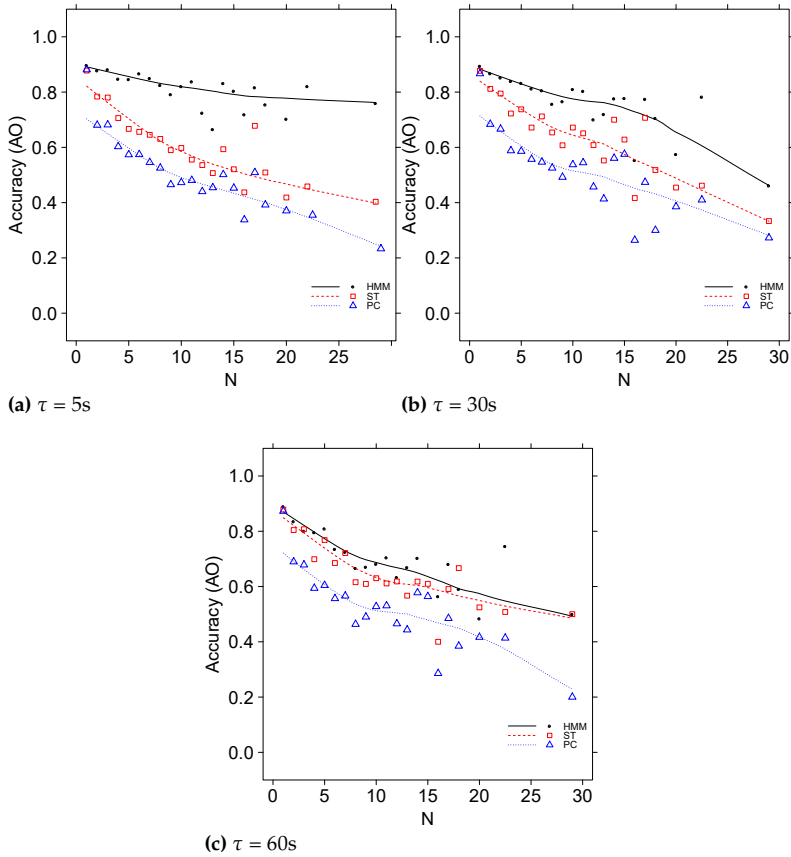 1.0
0.8
0.6
0.4
0.2
0.0
Accuracy (AO)
HMM
ST
PC
0 5 10 15 20 25
N
(a) τ = 5s
1.0
0.8
0.6
0.4
0.2
0.0
Accuracy (AO)
HMM
ST
PC
0 5 10 15 20 25 30
N
(b) τ = 30s
1.0
0.8
0.6
0.4
0.2
0.0
Accuracy (AO)
HMM
ST
PC
0 5 10 15 20 25 30
N
(c) τ = 60s